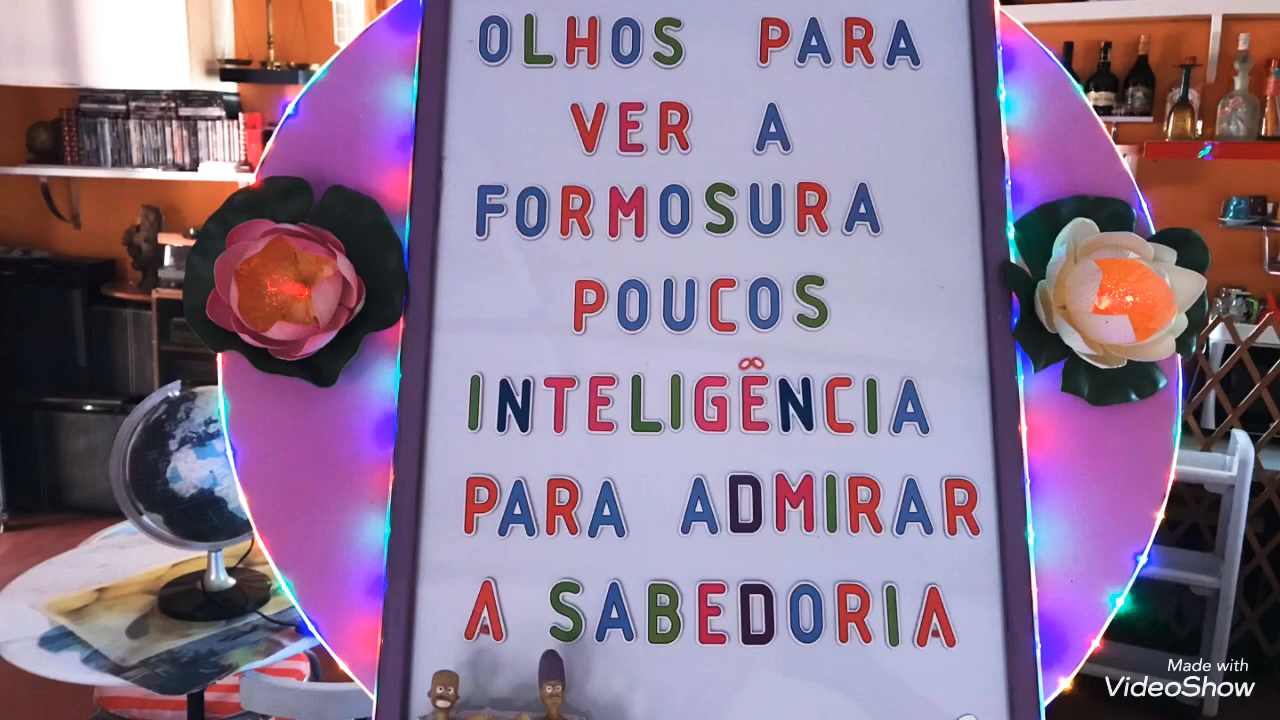 OLHOS PARA
VER A
FORMOSURA
POUCOS
INTELIGÊNCIA
PARA ADMIRAR
A SABEDORIA
Made with
VideoShow